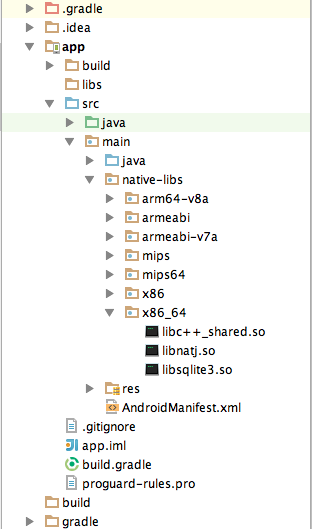 .gradle
.idea
app
build
libs
src
java
main
java
native-libs
arm64-v8a
armeabi
armeabi-v7a
mips
mips64
x86
x86_64
libc++_shared.so
libnatj.so
libsqlite3.so
res
AndroidManifest.xml
.gitignore
app.iml
build.gradle
proguard-rules.pro
build
gradle